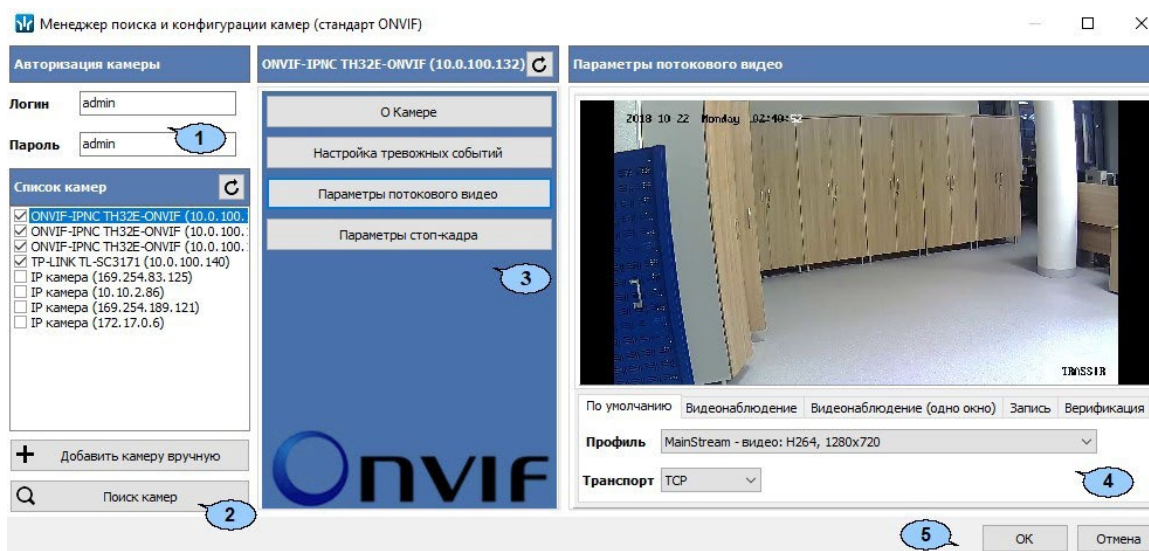 Менеджер поиска и конфигурации камер (стандарт ONVIF)
Авторизация камеры
Логин
admin
Пароль
admin
1
Список камер
ONVIF-IPNC TH32E-ONVIF (10.0.100.
ONVIF-IPNC TH32E-ONVIF (10.0.100.
ONVIF-IPNC TH32E-ONVIF (10.0.100.
TP-LINK TL-SC3171 (10.0.100.140)
IP камера (169.254.83.125)
IP камера (10.10.2.86)
IP камера (169.254.189.121)
IP камера (172.17.0.6)
Добавить камеру вручную
Поиск камер
2
ONVIF-IPNC TH32E-ONVIF (10.0.100.132)
О Камере
Настройка тревожных событий
Параметры потокового видео
Параметры стоп-кадра
3
ONVIF
Параметры потокового видео
2018 10 22 Monday 02:40:52
TRASSIR
По умолчанию Видеонаблюдение Видеонаблюдение (одно окно) Запись Верификация
Профиль MainStream - видео: H264, 1280x720
Транспорт TCP
4
5
ОК Отмена